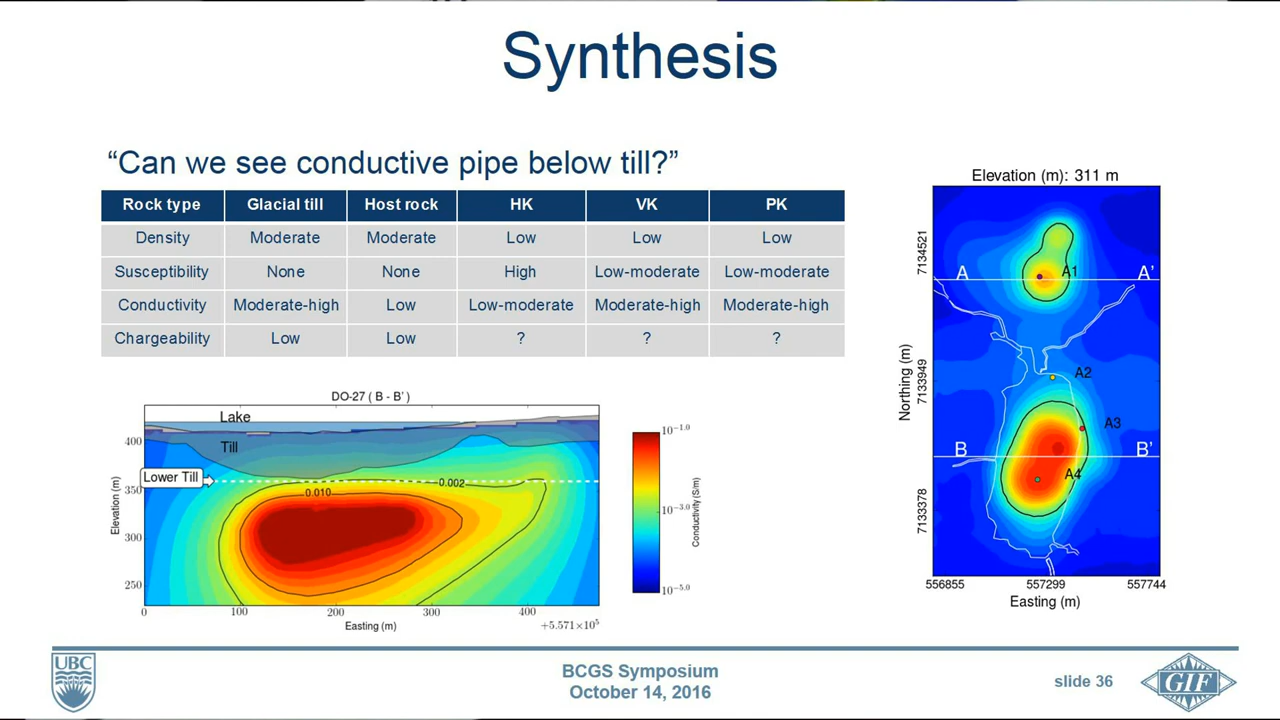 Synthesis
“Can we see conductive pipe below till?”
Rock type Glacial till Host rock HK VK PK
Density Moderate Moderate Low Low Low
Susceptibility None None High Low-moderate Low-moderate
Conductivity Moderate-high Low Low-moderate Moderate-high Moderate-high
Chargeability Low Low ? ? ?
DO-27 ( B - B’ )
Lake
Till
Lower Till
0.010
0.002
400
350
300
250
Elevation (m)
0 100 200 300 400
Easting (m)
+5.571×10⁵
10⁻¹·⁰
10⁻³·⁰
10⁻⁵·⁰
Conductivity (S/m)
Elevation (m): 311 m
A A1 A’
A2
A3
B B’
A4
7134521
7133949
7133378
Northing (m)
556855 557299 557744
Easting (m)
UBC
BCGS Symposium
October 14, 2016
slide 36
GIF